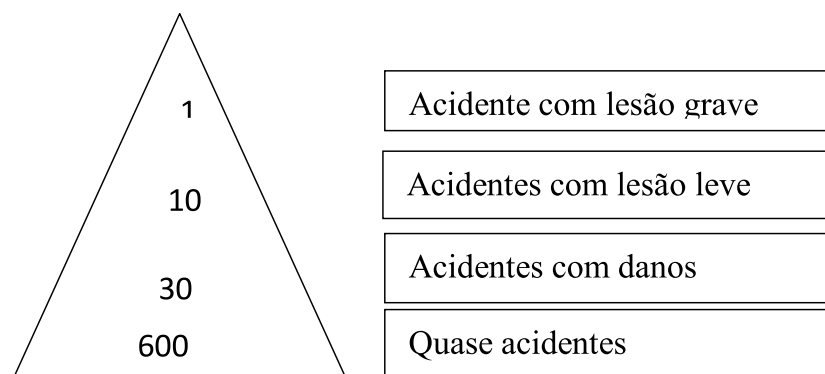 1
Acidente com lesão grave
10
Acidentes com lesão leve
30
Acidentes com danos
600
Quase acidentes